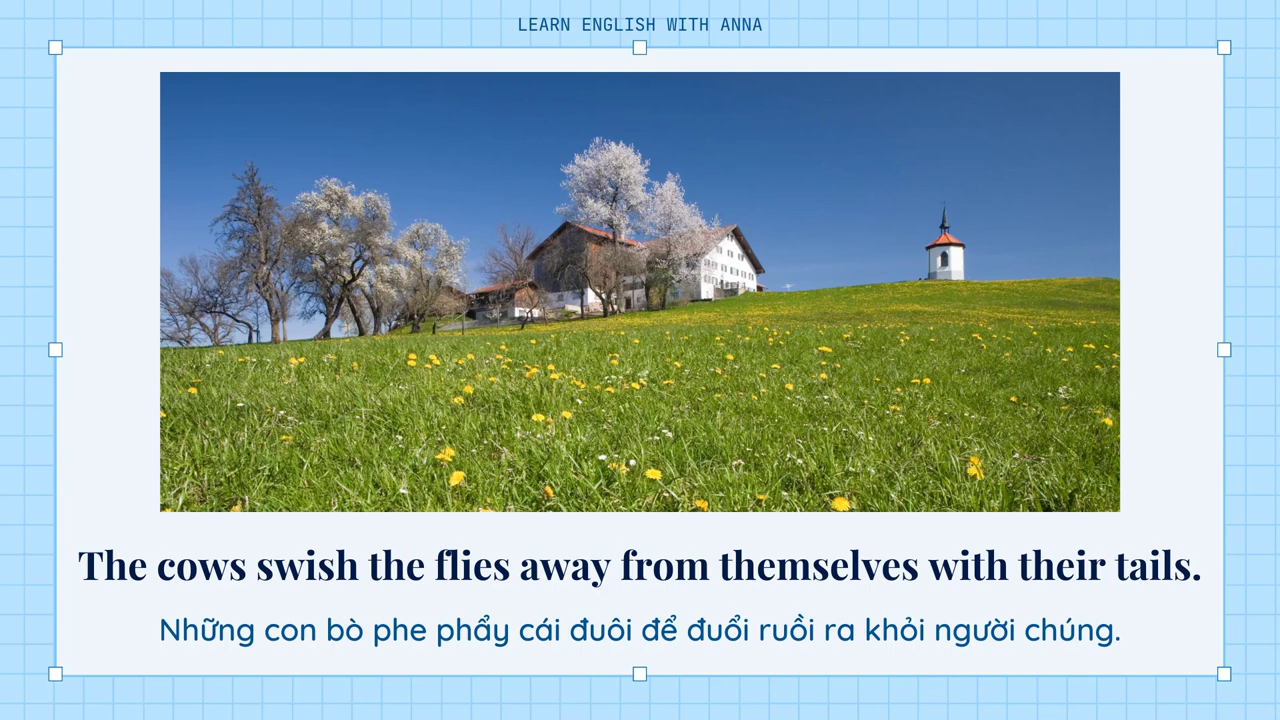 LEARN ENGLISH WITH ANNA
The cows swish the flies away from themselves with their tails.
Những con bò phe phẩy cái đuôi để đuổi ruồi ra khỏi người chúng.